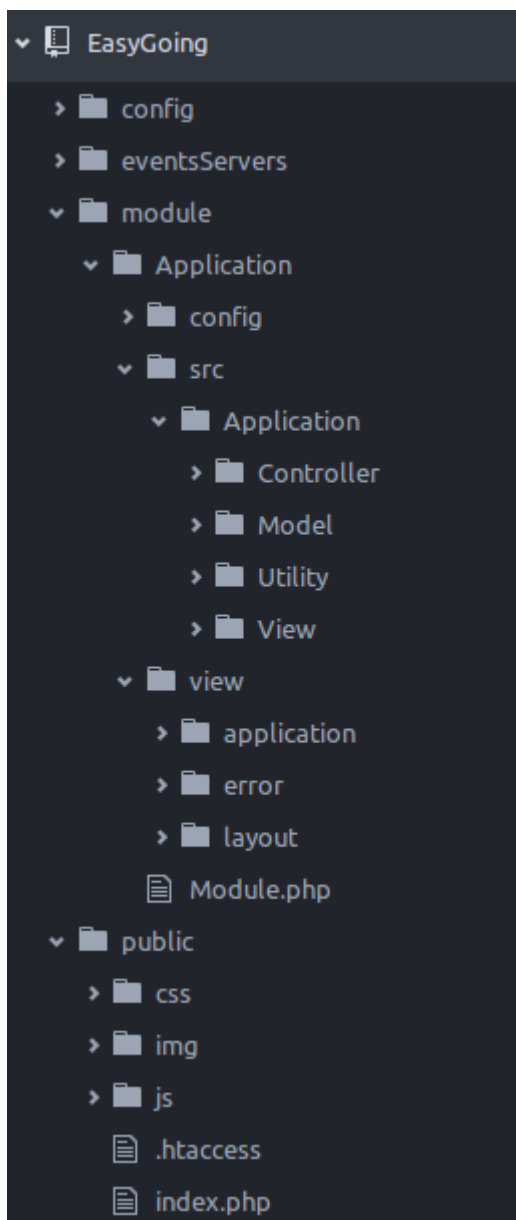 EasyGoing
config
eventsServers
module
Application
config
src
Application
Controller
Model
Utility
View
view
application
error
layout
Module.php
public
css
img
js
.htaccess
index.php